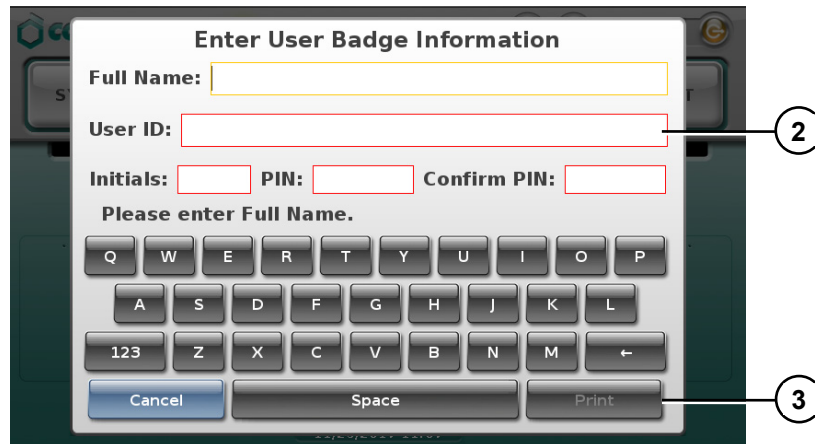 Enter User Badge Information
Full Name:
User ID:
2
Initials: PIN: Confirm PIN:
Please enter Full Name.
Q W E R T Y U I O P
A S D F G H J K L
123 Z X C V B N M ←
Cancel Space Print
3